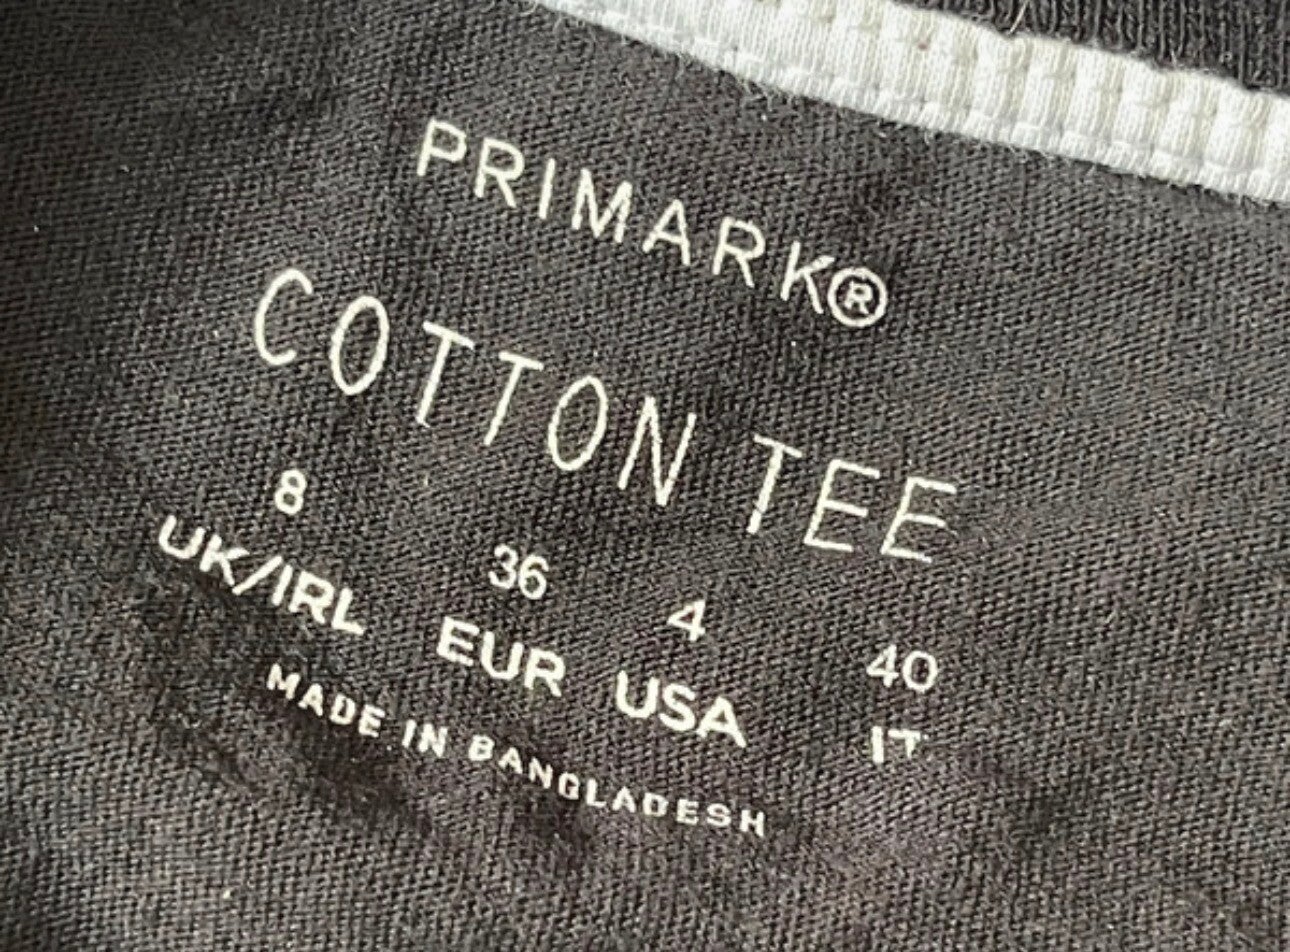 PRIMARK®
COTTON TEE
8 36 4 40
UK/IRL EUR USA IT
MADE IN BANGLADESH